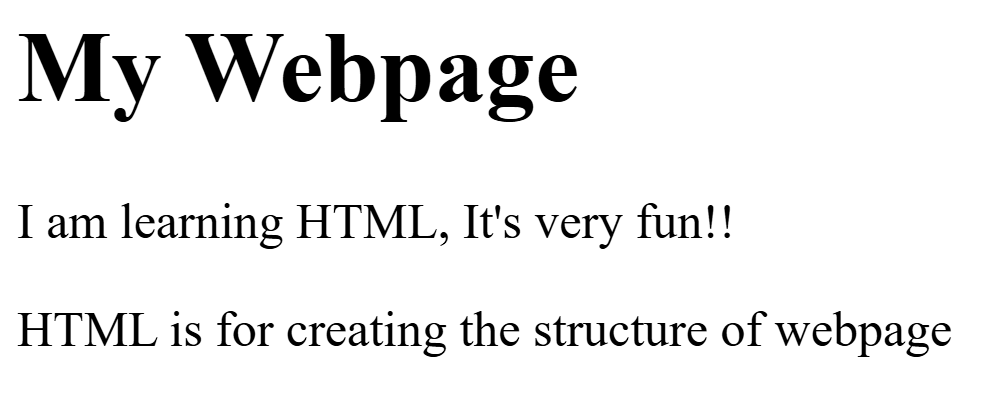 My Webpage
I am learning HTML, It's very fun!!
HTML is for creating the structure of webpage